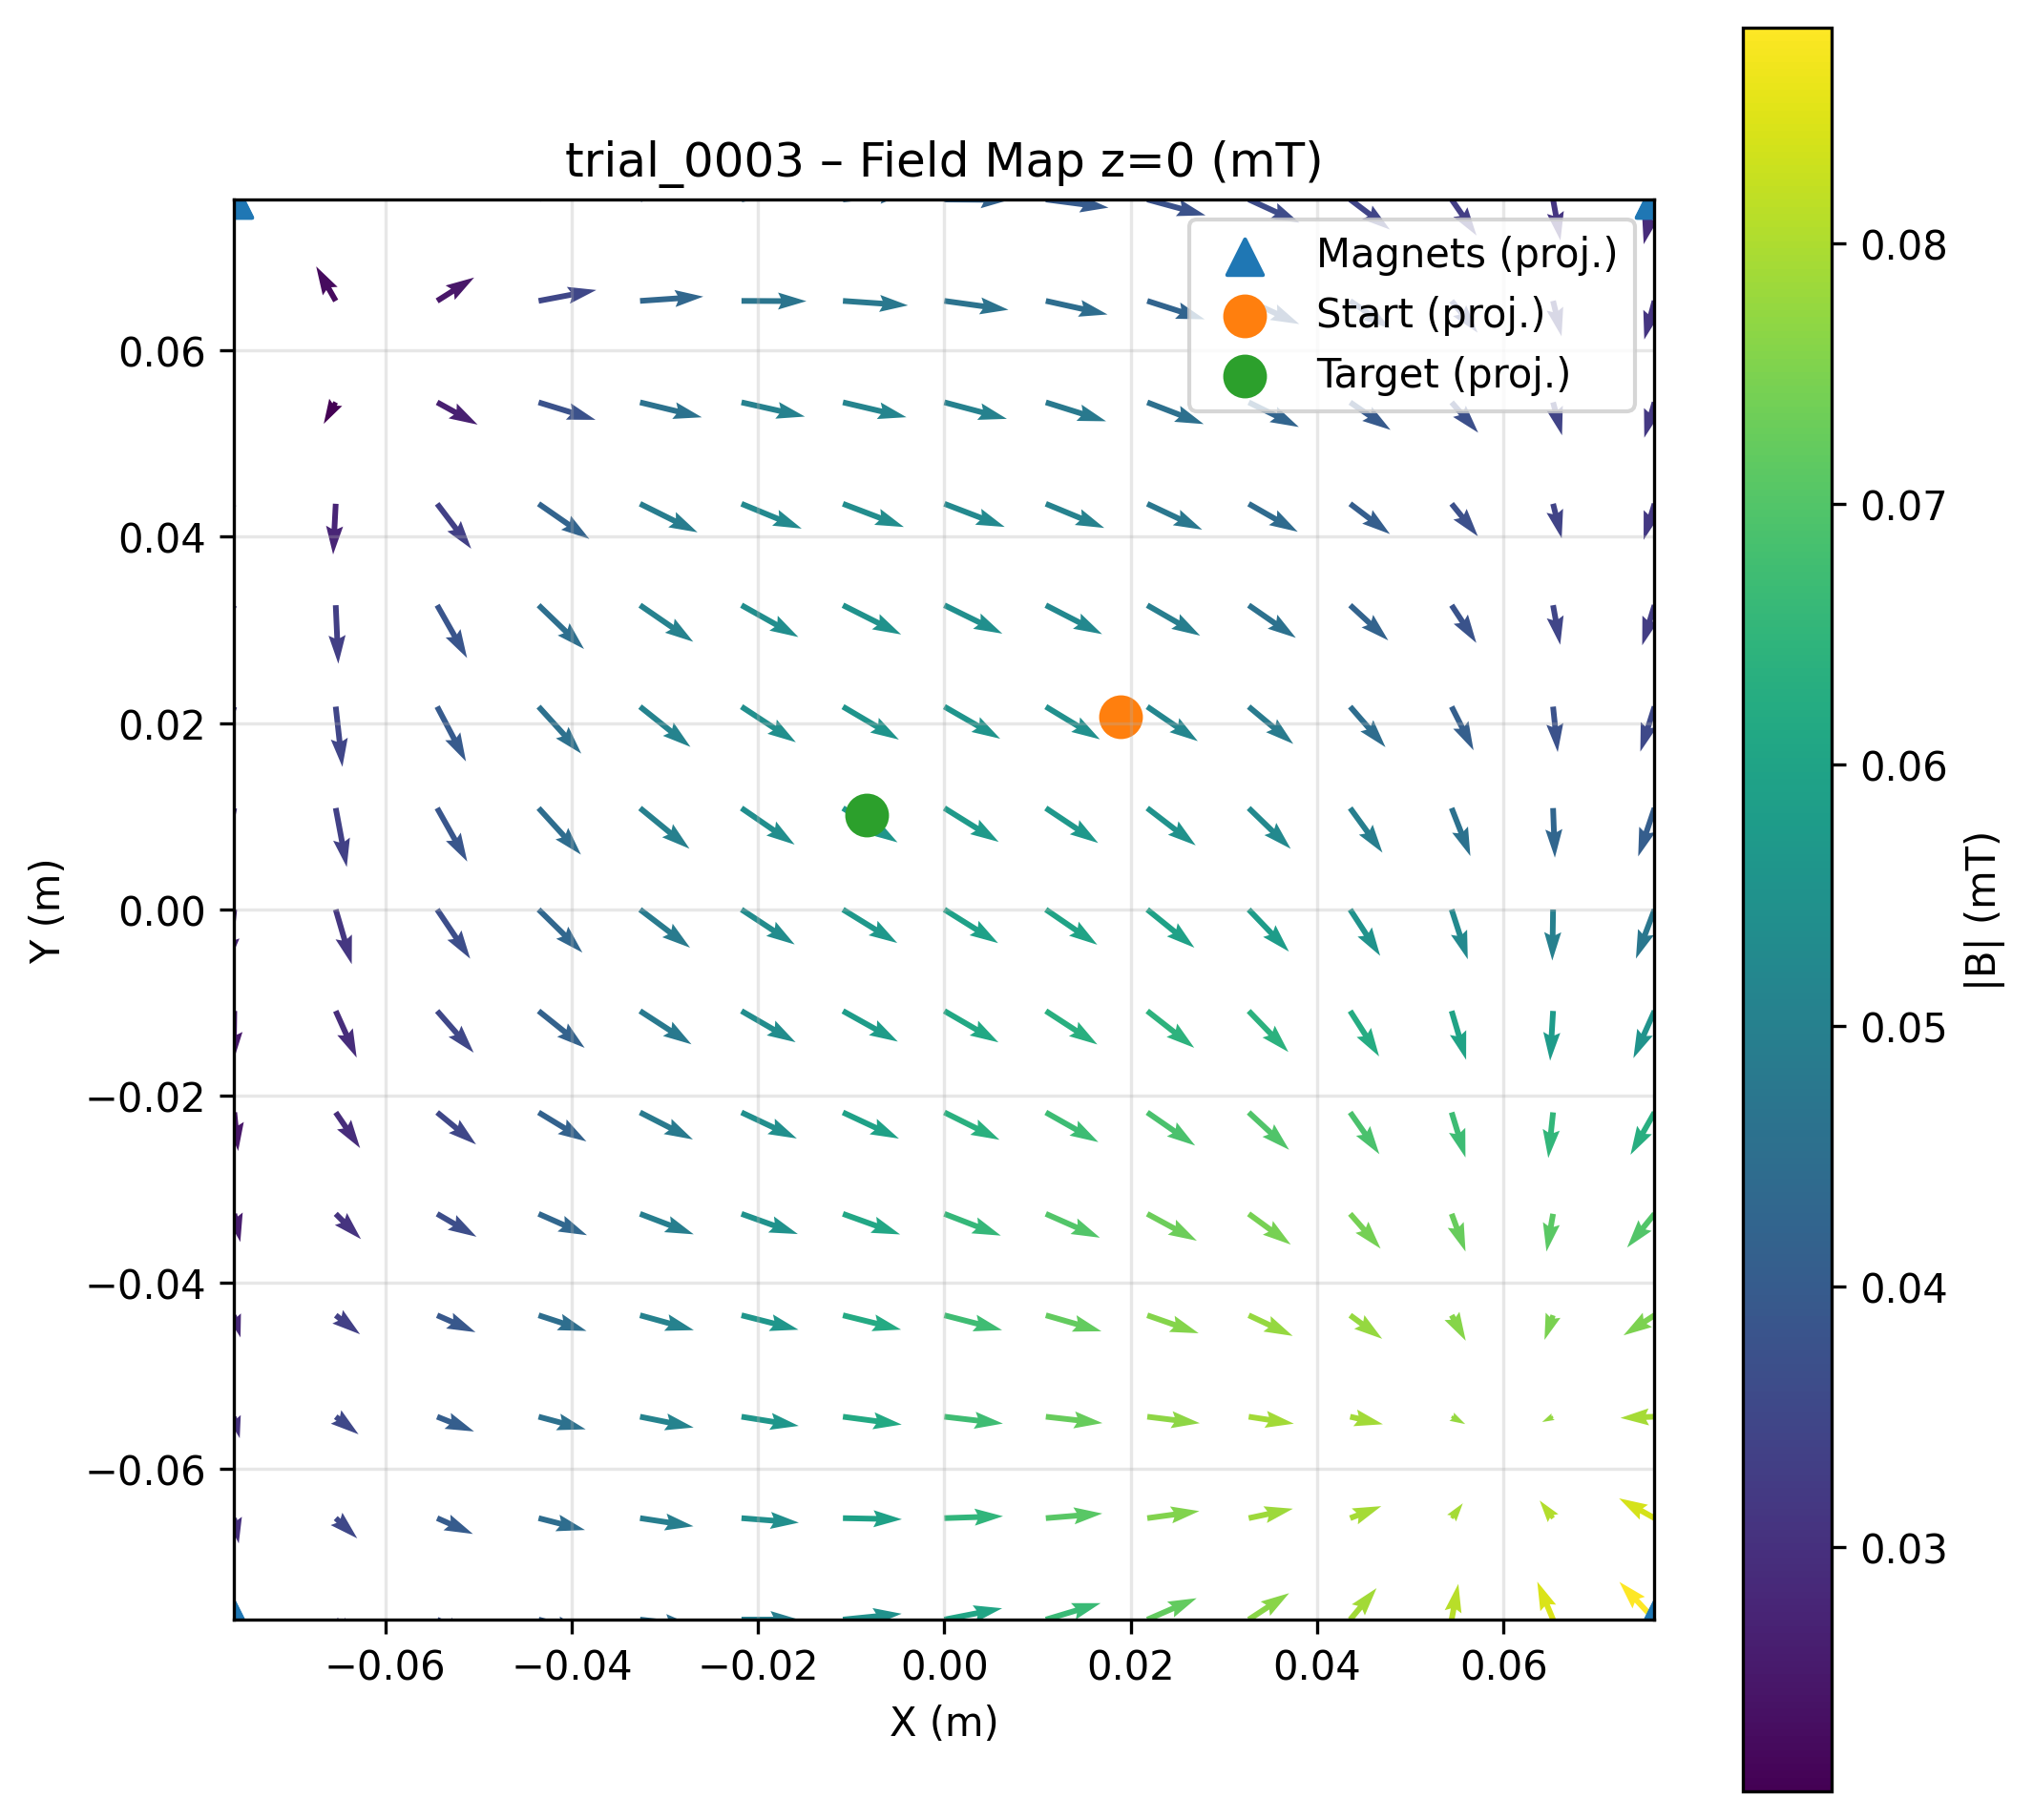 trial_0003 – Field Map z=0 (mT)
Magnets (proj.)
Start (proj.)
Target (proj.)
0.06
0.04
0.02
0.00
−0.02
−0.04
−0.06
Y (m)
−0.06 −0.04 −0.02 0.00 0.02 0.04 0.06
X (m)
0.08
0.07
0.06
0.05
0.04
0.03
|B| (mT)